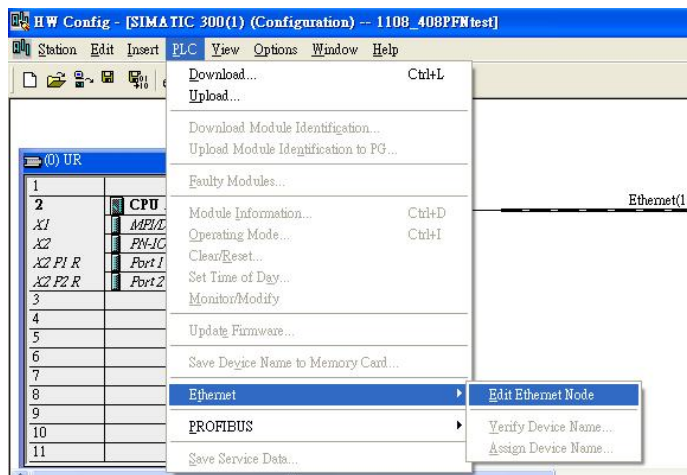 HW Config - [SIMATIC 300(1) (Configuration) -- 1108_408PFNtest]
Station Edit Insert PLC View Options Window Help
Download... Ctrl+L
Upload...
Download Module Identification...
Upload Module Identification to PG...
Faulty Modules...
Module Information... Ctrl+D
Operating Mode... Ctrl+I
Clear/Reset...
Set Time of Day...
Monitor/Modify
Update Firmware...
Save Device Name to Memory Card...
Ethernet
PROFIBUS
Save Service Data...
Edit Ethernet Node
Verify Device Name...
Assign Device Name...
(0) UR
1
2 CPU
X1 MPI/D
X2 PN-IO
X2 P1 R Port 1
X2 P2 R Port 2
3
4
5
6
7
8
9
10
11
Ethernet(1